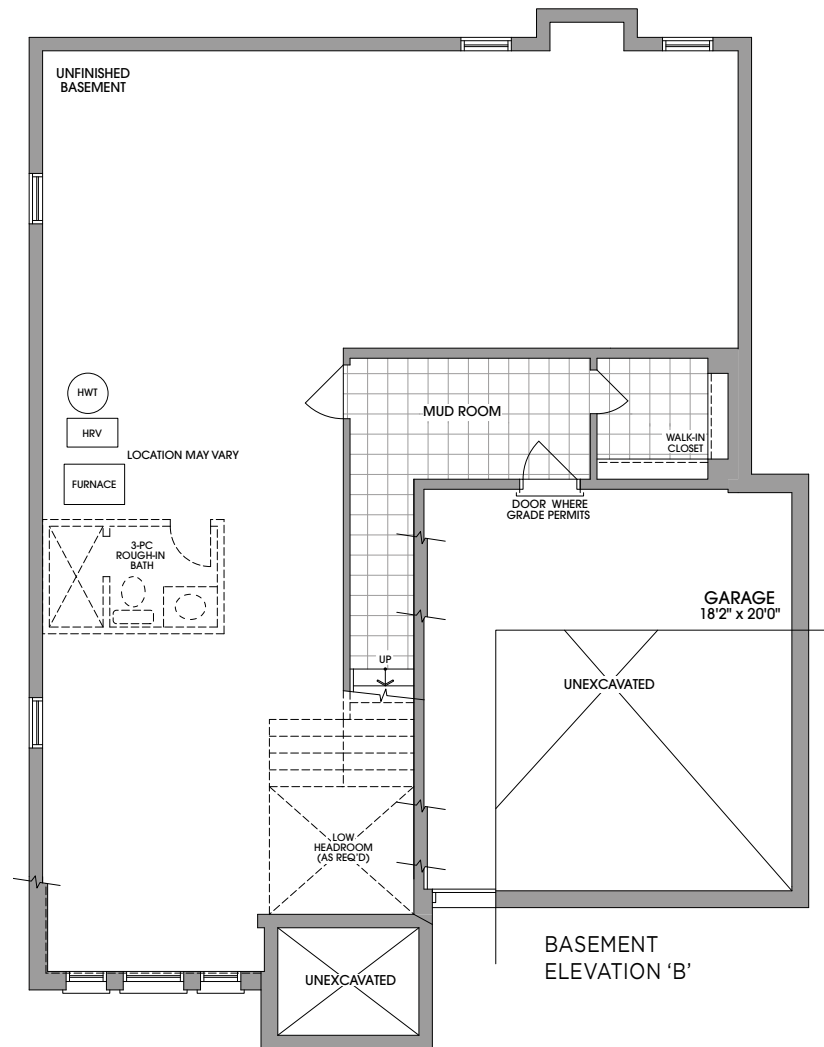 UNFINISHED
BASEMENT
HWT
HRV
LOCATION MAY VARY
FURNACE
3-PC
ROUGH-IN
BATH
MUD ROOM
WALK-IN
CLOSET
DOOR WHERE
GRADE PERMITS
GARAGE
18'2" x 20'0"
UP
UNEXCAVATED
LOW
HEADROOM
(AS REQ'D)
UNEXCAVATED
BASEMENT
ELEVATION ‘B’